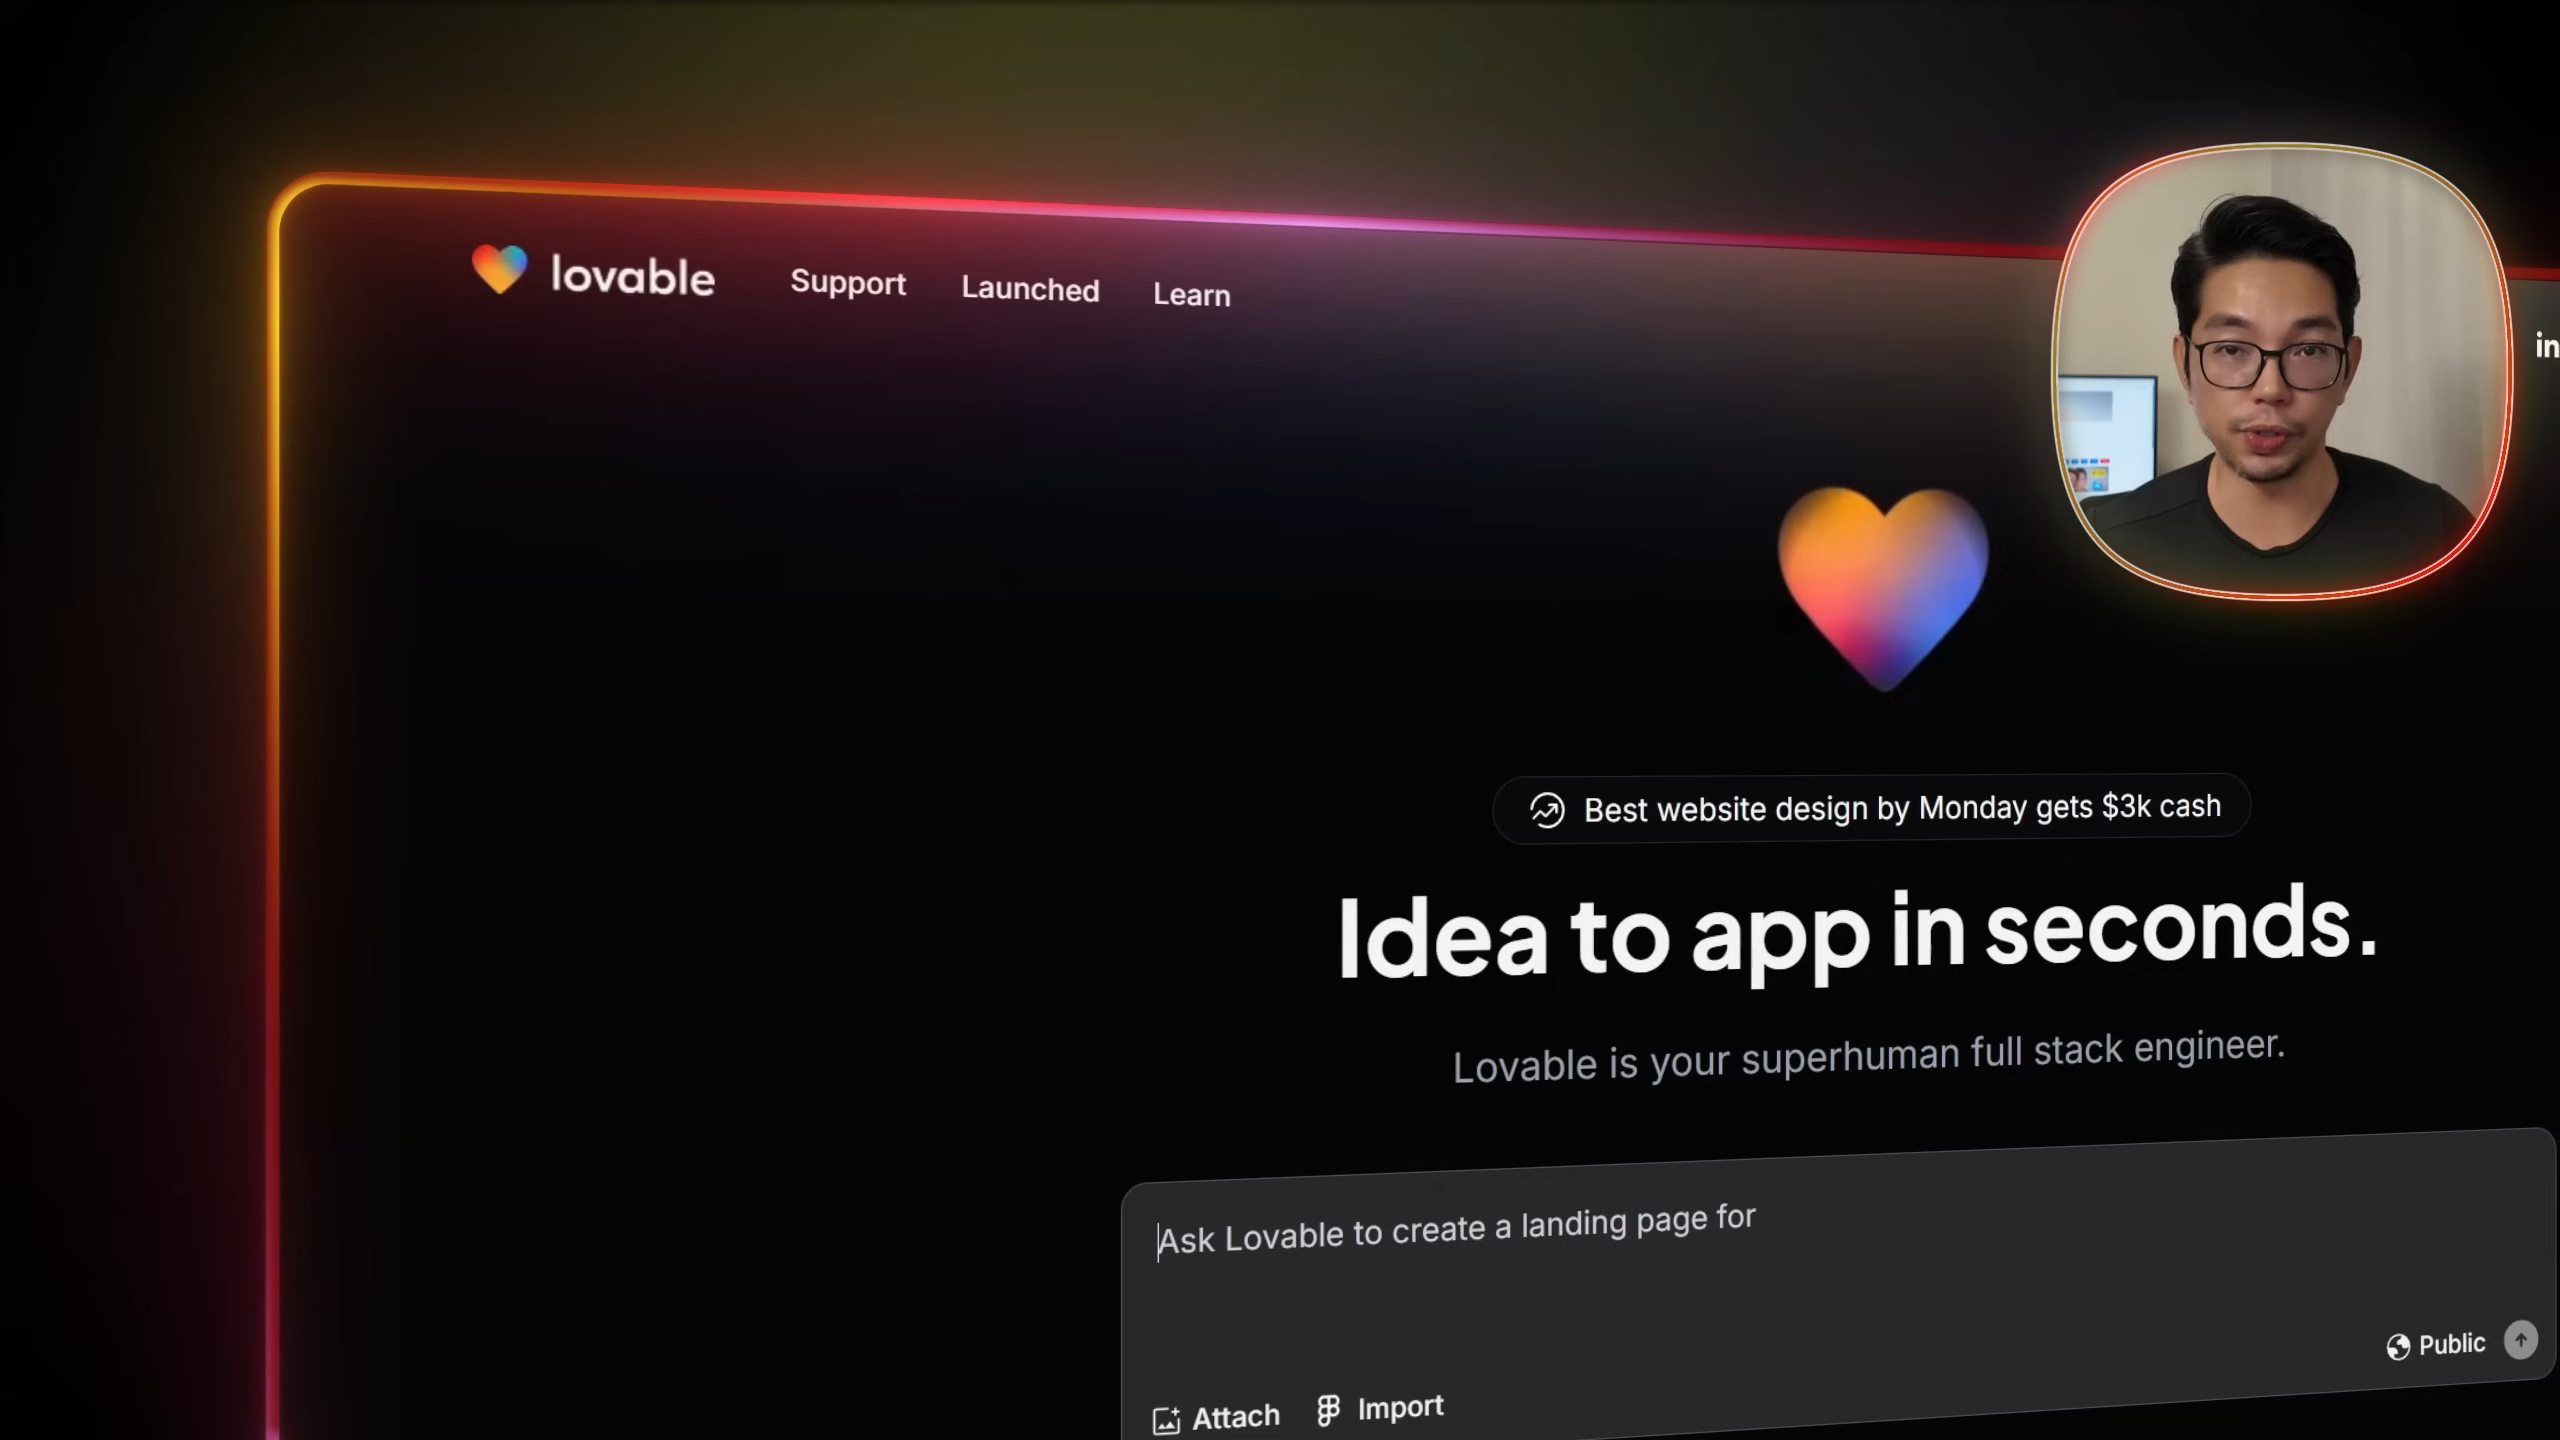 lovable
Support
Launched
Learn
in
Best website design by Monday gets $3k cash
Idea to app in seconds.
Lovable is your superhuman full stack engineer.
Ask Lovable to create a landing page for
Public
Attach
Import